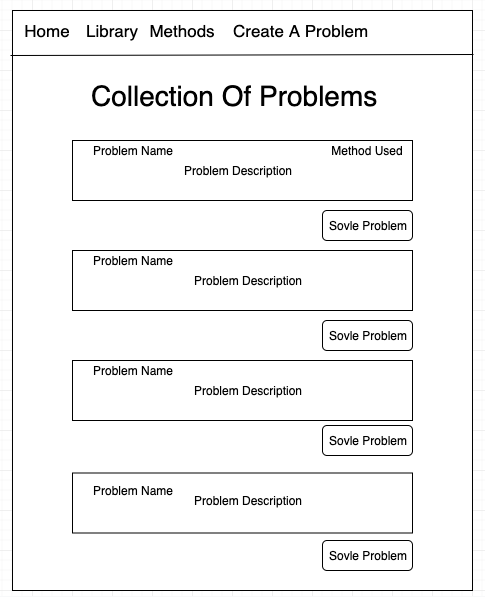 Home Library Methods Create A Problem
Collection Of Problems
Problem Name Method Used
Problem Description
Sovle Problem
Problem Name
Problem Description
Sovle Problem
Problem Name
Problem Description
Sovle Problem
Problem Name
Problem Description
Sovle Problem